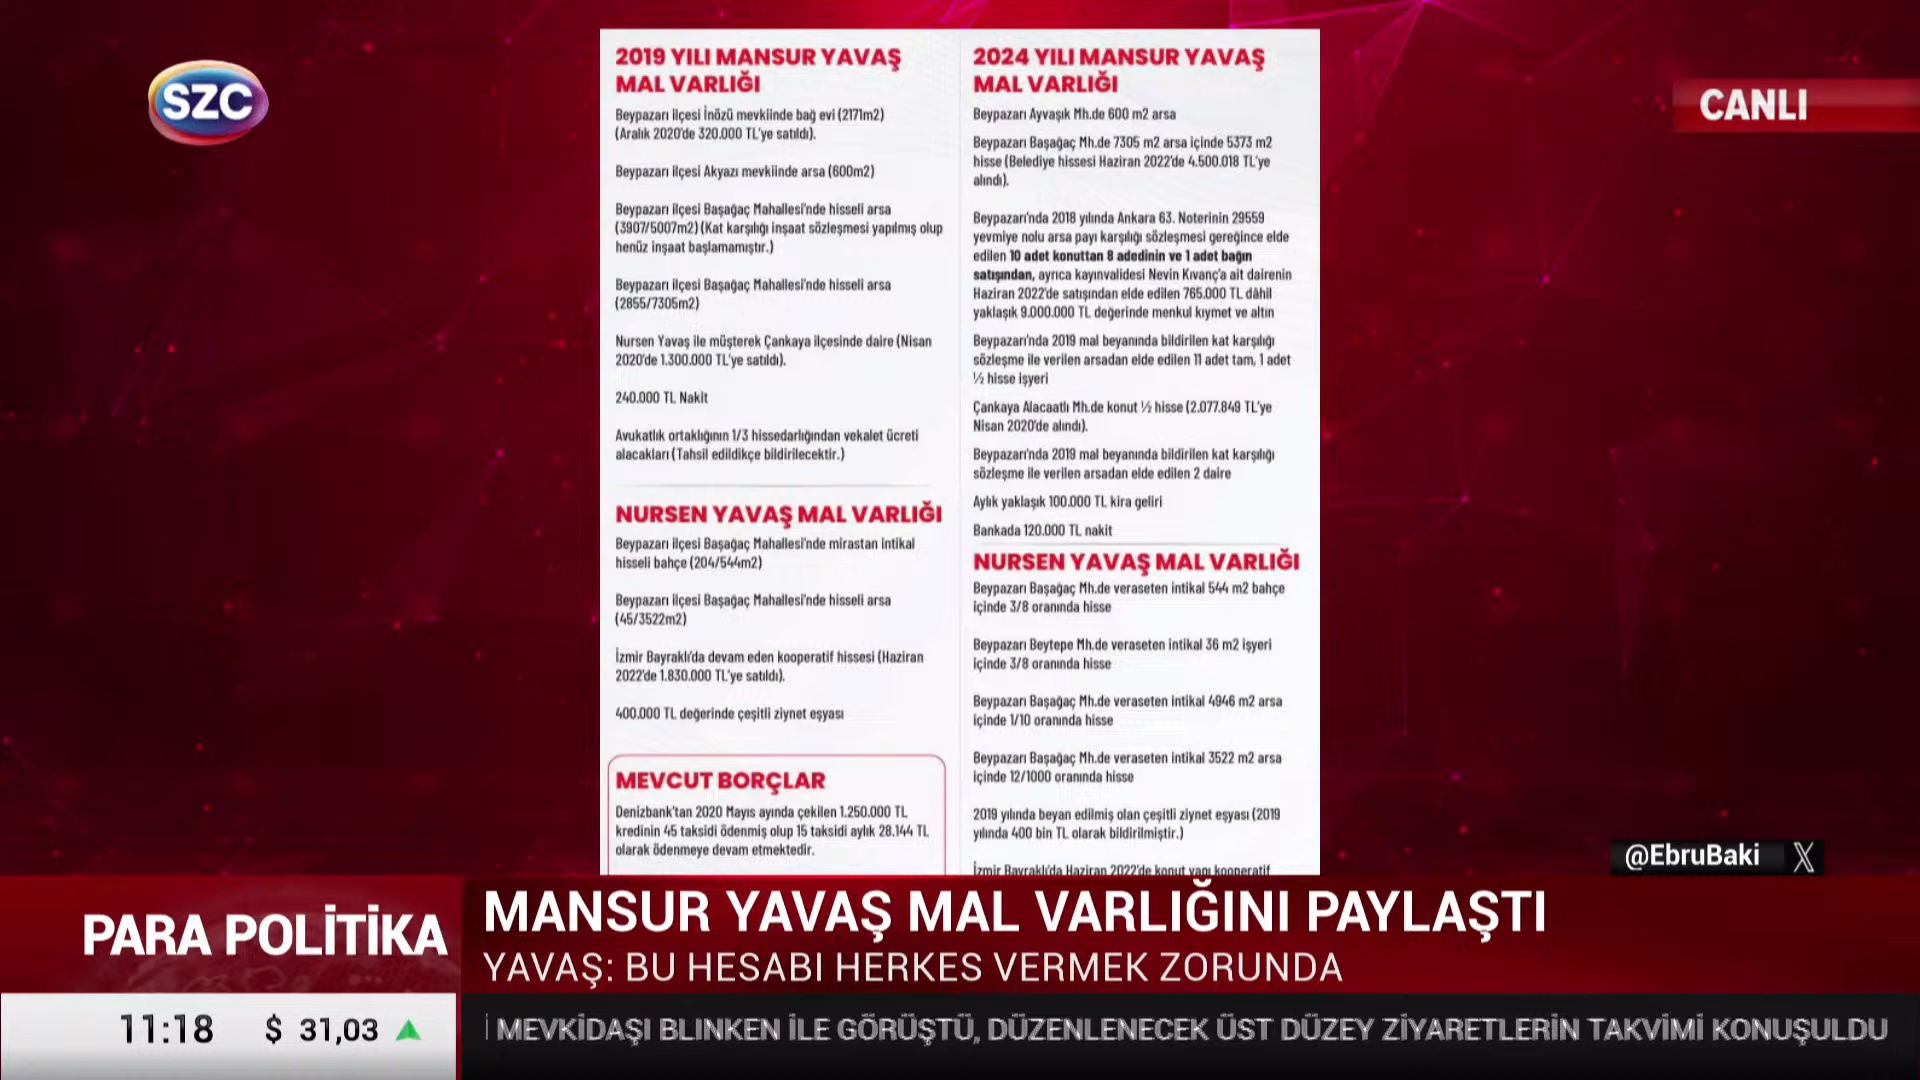 SZC
CANLI
2019 YILI MANSUR YAVAŞ
MAL VARLIĞI
Beypazarı ilçesi İnözü mevkiinde bağ evi (2171m2)
(Aralık 2020'de 320.000 TL'ye satıldı).
Beypazarı ilçesi Akyazı mevkiinde arsa (600m2)
Beypazarı ilçesi Başağaç Mahallesi'nde hisseli arsa
(3907/5007m2) (Kat karşılığı inşaat sözleşmesi yapılmış olup
henüz inşaat başlamamıştır.)
Beypazarı ilçesi Başağaç Mahallesi'nde hisseli arsa
(2855/7305m2)
Nursen Yavaş ile müşterek Çankaya ilçesinde daire (Nisan
2020'de 1.300.000 TL'ye satıldı).
240.000 TL Nakit
Avukatlık ortaklığının 1/3 hissedarlığından vekalet ücreti
alacakları (Tahsil edildikçe bildirilecektir.)
NURSEN YAVAŞ MAL VARLIĞI
Beypazarı ilçesi Başağaç Mahallesi'nde mirastan intikal
hisseli bahçe (204/544m2)
Beypazarı ilçesi Başağaç Mahallesi'nde hisseli arsa
(45/3522m2)
İzmir Bayraklı'da devam eden kooperatif hissesi (Haziran
2022'de 1.830.000 TL'ye satıldı).
400.000 TL değerinde çeşitli ziynet eşyası
MEVCUT BORÇLAR
Denizbank'tan 2020 Mayıs ayında çekilen 1.250.000 TL
kredinin 45 taksidi ödenmiş olup 15 taksidi aylık 28.144 TL
olarak ödenmeye devam etmektedir.
2024 YILI MANSUR YAVAŞ
MAL VARLIĞI
Beypazarı Ayvaşık Mh.de 600 m2 arsa
Beypazarı Başağaç Mh.de 7305 m2 arsa içinde 5373 m2
hisse (Belediye hissesi Haziran 2022'de 4.500.018 TL'ye
alındı).
Beypazarı'nda 2018 yılında Ankara 63. Noterinin 29559
yevmiye nolu arsa payı karşılığı sözleşmesi gereğince elde
edilen 10 adet konuttan 8 adedinin ve 1 adet bağın
satışından, ayrıca kayınvalidesi Nevin Kıvanç'a ait dairenin
Haziran 2022'de satışından elde edilen 765.000 TL dâhil
yaklaşık 9.000.000 TL değerinde menkul kıymet ve altın
Beypazarı'nda 2019 mal beyanında bildirilen kat karşılığı
sözleşme ile verilen arsadan elde edilen 11 adet tam, 1 adet
½ hisse işyeri
Çankaya Alacaatlı Mh.de konut ½ hisse (2.077.849 TL'ye
Nisan 2020'de alındı).
Beypazarı'nda 2019 mal beyanında bildirilen kat karşılığı
sözleşme ile verilen arsadan elde edilen 2 daire
Aylık yaklaşık 100.000 TL kira geliri
Bankada 120.000 TL nakit
NURSEN YAVAŞ MAL VARLIĞI
Beypazarı Başağaç Mh.de veraseten intikal 544 m2 bahçe
içinde 3/8 oranında hisse
Beypazarı Beytepe Mh.de veraseten intikal 36 m2 işyeri
içinde 3/8 oranında hisse
Beypazarı Başağaç Mh.de veraseten intikal 4946 m2 arsa
içinde 1/10 oranında hisse
Beypazarı Başağaç Mh.de veraseten intikal 3522 m2 arsa
içinde 12/1000 oranında hisse
2019 yılında beyan edilmiş olan çeşitli ziynet eşyası (2019
yılında 400 bin TL olarak bildirilmiştir.)
İzmir Bayraklı'da Haziran 2022'de konut yapı kooperatif
@EbruBaki X
PARA POLİTİKA
MANSUR YAVAŞ MAL VARLIĞINI PAYLAŞTI
YAVAŞ: BU HESABI HERKES VERMEK ZORUNDA
11:18 $ 31,03
MEVKİDAŞI BLINKEN İLE GÖRÜŞTÜ, DÜZENLENECEK ÜST DÜZEY ZİYARETLERİN TAKVİMİ KONUŞULDU